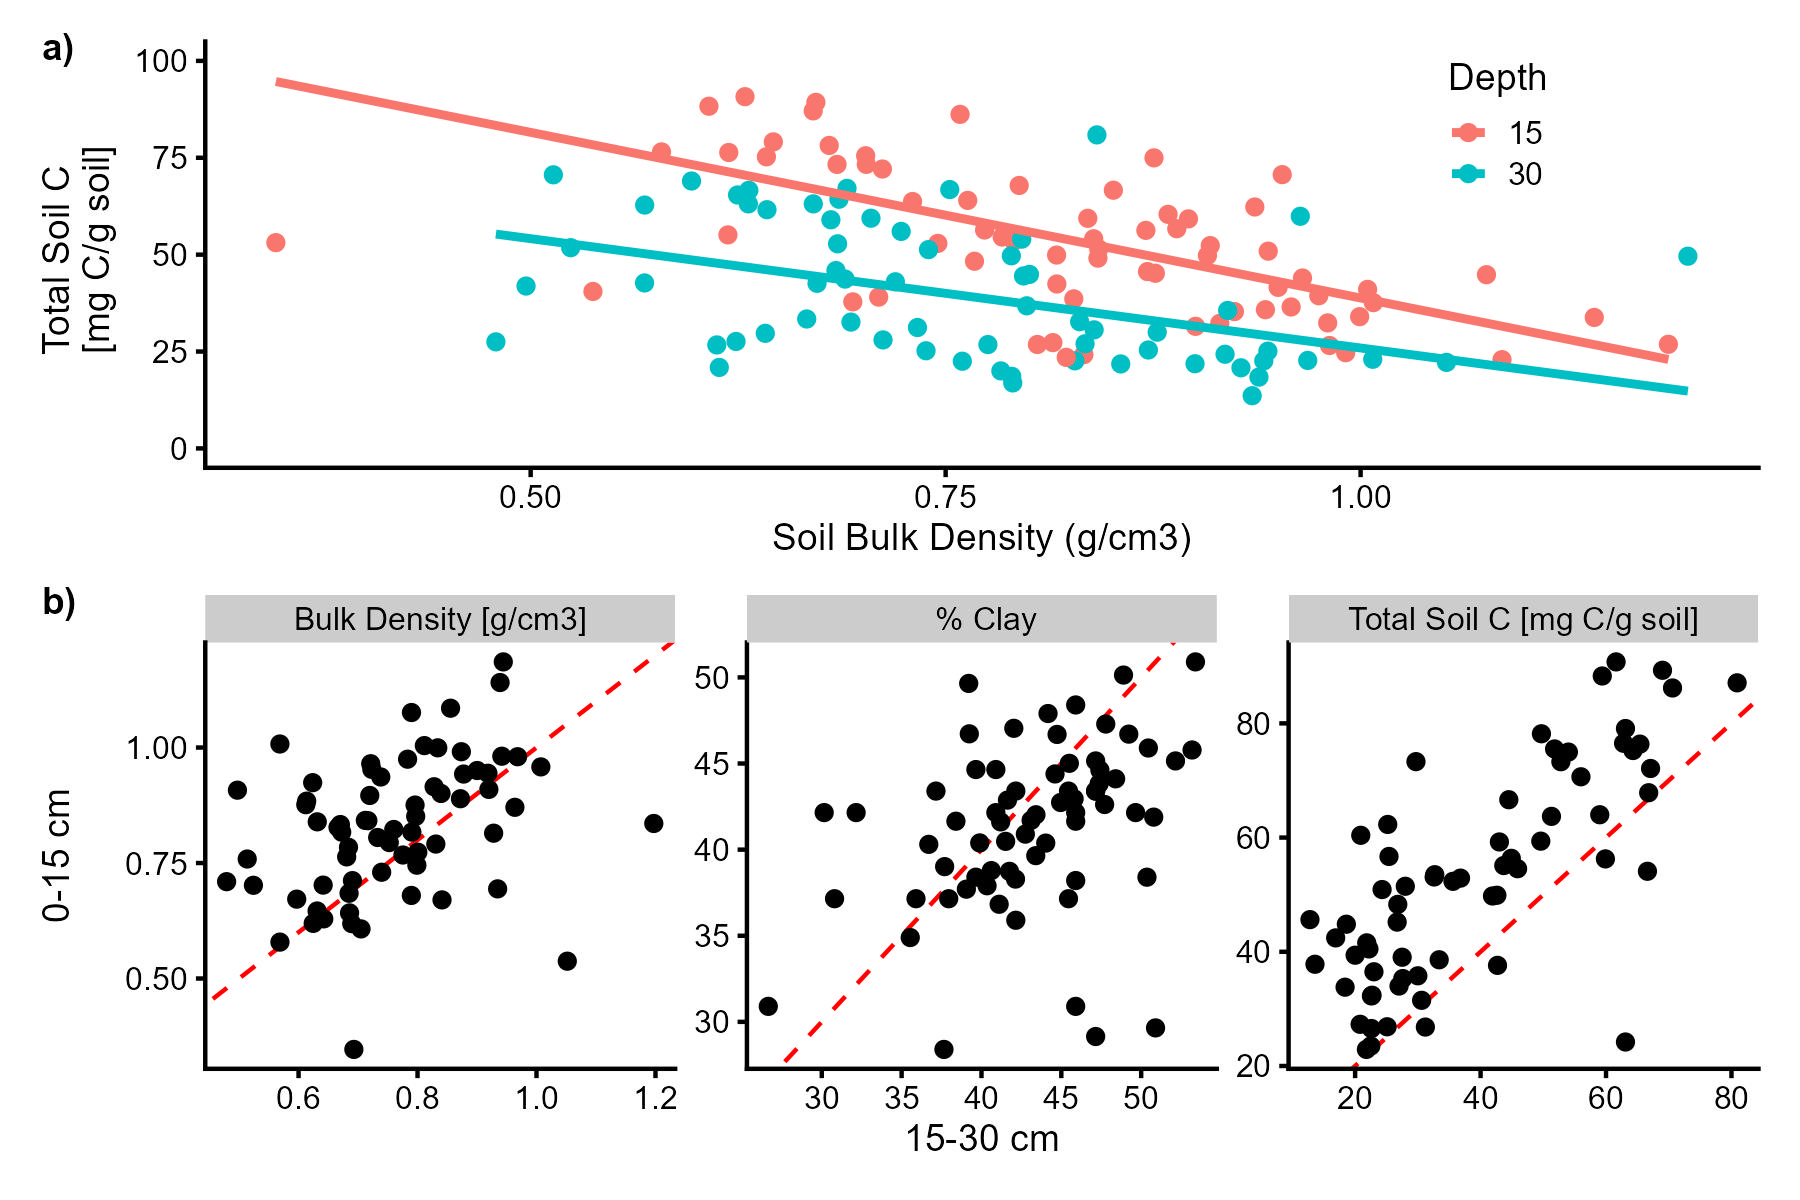 a)
Total Soil C
[mg C/g soil]
100
75
50
25
0
Depth
15
30
0.50 0.75 1.00
Soil Bulk Density (g/cm3)
b)
Bulk Density [g/cm3] % Clay Total Soil C [mg C/g soil]
0-15 cm
1.00
0.75
0.50
0.6 0.8 1.0 1.2
50
45
40
35
30
30 35 40 45 50
80
60
40
20
20 40 60 80
15-30 cm